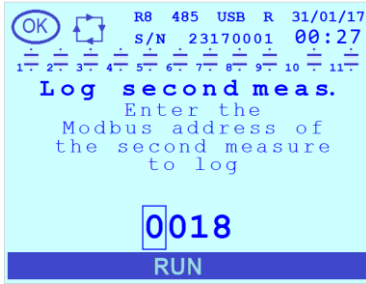 OK R8 485 USB R 31/01/17
S/N 23170001 00:27
1 2 3 4 5 6 7 8 9 10 11
Log second meas.
Enter the
Modbus address of
the second measure
to log
0018
RUN